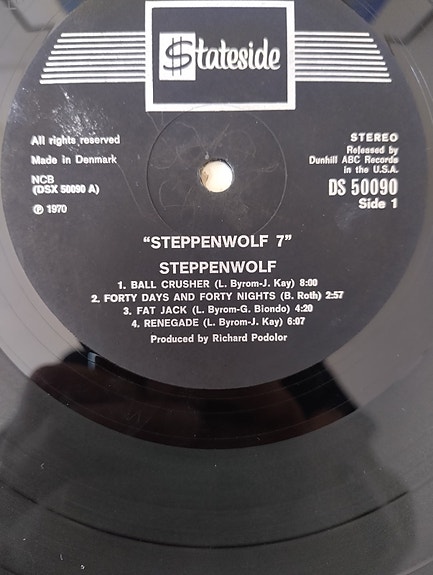 $tateside
All rights reserved
Made in Denmark
NCB
(DSX 50090 A)
℗ 1970
STEREO
Released by
Dunhill ABC Records
in the U.S.A.
DS 50090
Side 1
"STEPPENWOLF 7"
STEPPENWOLF
1. BALL CRUSHER (L. Byrom-J. Kay) 8:00
2. FORTY DAYS AND FORTY NIGHTS (B. Roth) 2:57
3. FAT JACK (L. Byrom-G. Biondo) 4:20
4. RENEGADE (L. Byrom-J. Kay) 6:07
Produced by Richard Podolor